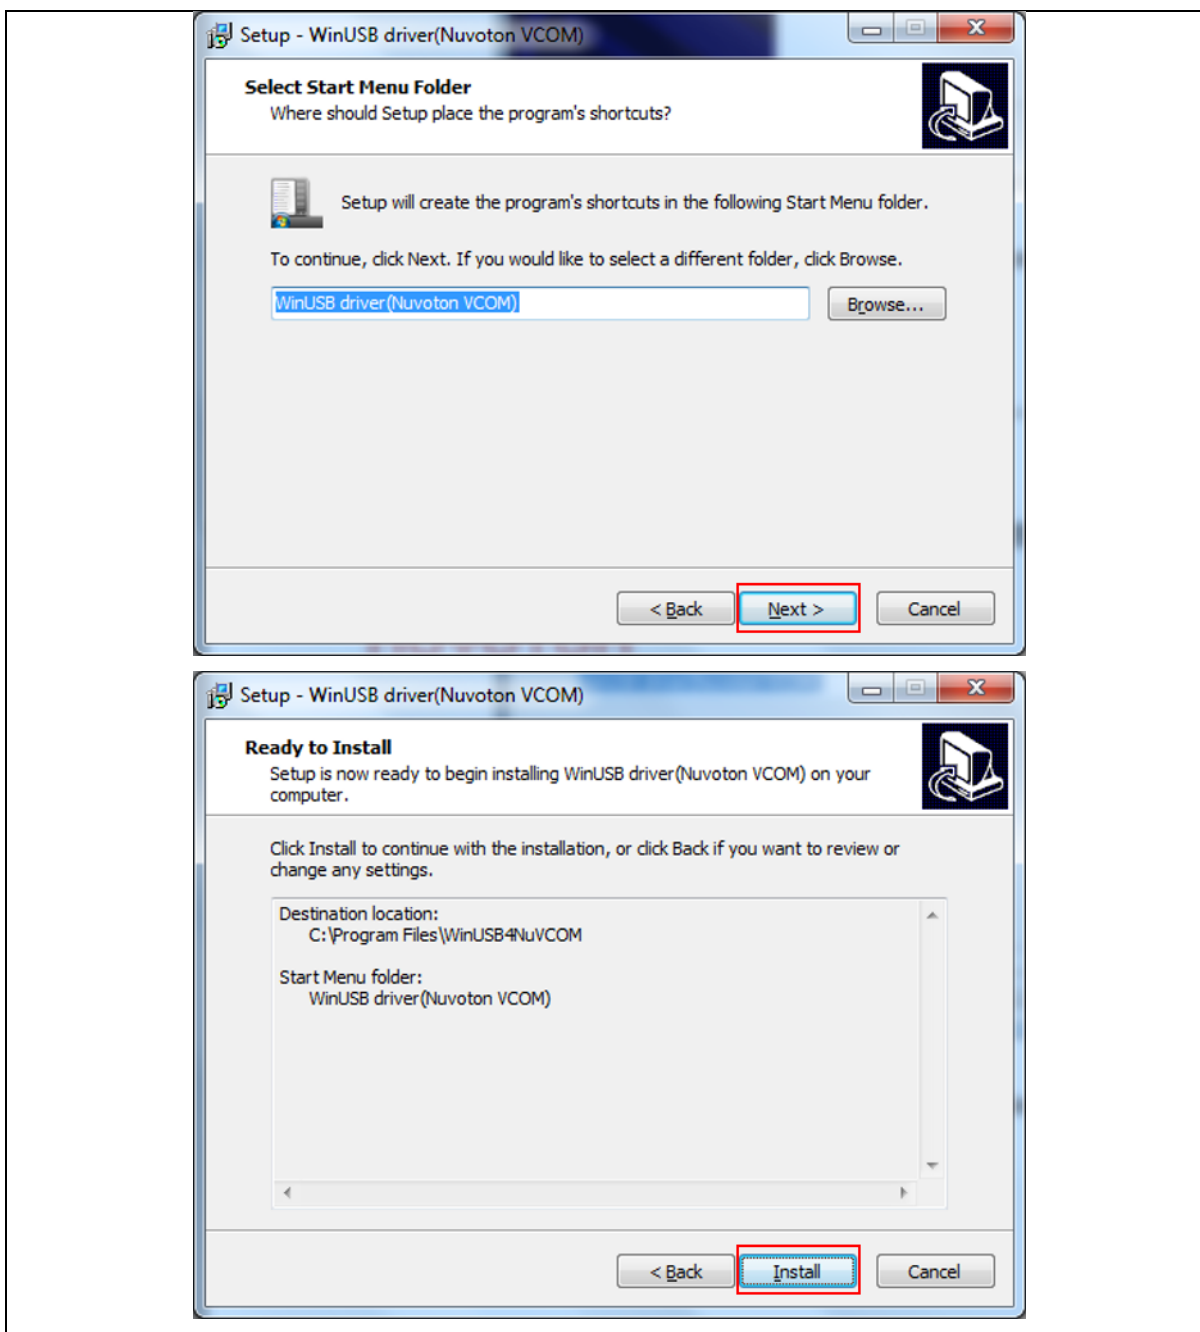 Setup - WinUSB driver(Nuvoton VCOM)
Select Start Menu Folder
Where should Setup place the program's shortcuts?
Setup will create the program's shortcuts in the following Start Menu folder.
To continue, click Next. If you would like to select a different folder, click Browse.
WinUSB driver(Nuvoton VCOM)
Browse...
< Back
Next >
Cancel
Setup - WinUSB driver(Nuvoton VCOM)
Ready to Install
Setup is now ready to begin installing WinUSB driver(Nuvoton VCOM) on your
computer.
Click Install to continue with the installation, or click Back if you want to review or
change any settings.
Destination location:
C:\Program Files\WinUSB4NuVCOM
Start Menu folder:
WinUSB driver(Nuvoton VCOM)
< Back
Install
Cancel